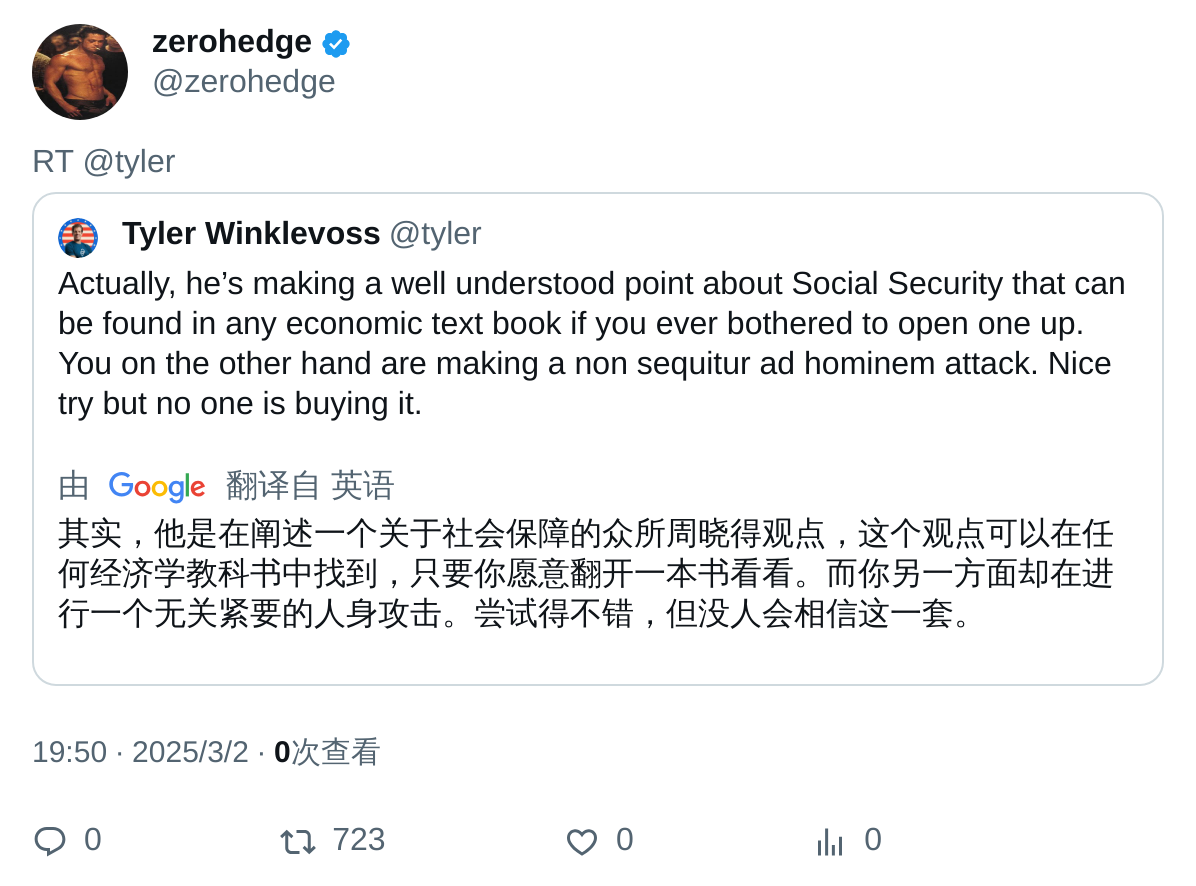 zerohedge
@zerohedge
RT @tyler
Tyler Winklevoss @tyler
Actually, he’s making a well understood point about Social Security that can
be found in any economic text book if you ever bothered to open one up.
You on the other hand are making a non sequitur ad hominem attack. Nice
try but no one is buying it.
由 Google 翻译自 英语
其实，他是在阐述一个关于社会保障的众所周晓得观点，这个观点可以在任
何经济学教科书中找到，只要你愿意翻开一本书看看。而你另一方面却在进
行一个无关紧要的人身攻击。尝试得不错，但没人会相信这一套。
19:50 · 2025/3/2 · 0次查看
0 723 0 0